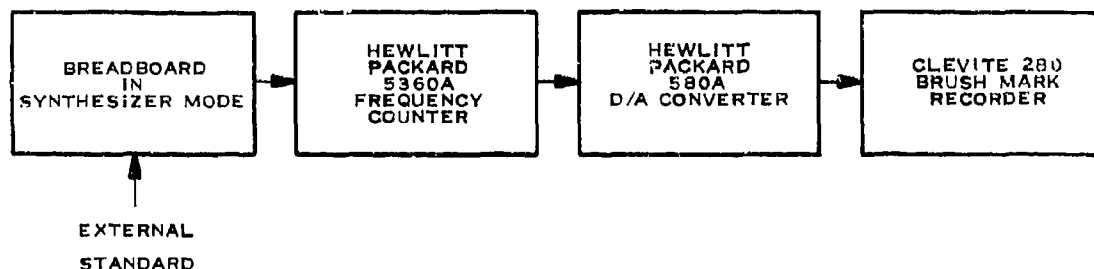 BREADBOARD
IN
SYNTHESIZER MODE
HEWLITT
PACKARD
5360A
FREQUENCY
COUNTER
HEWLITT
PACKARD
580A
D/A CONVERTER
CLEVITE 280
BRUSH MARK
RECORDER
EXTERNAL
STANDARD